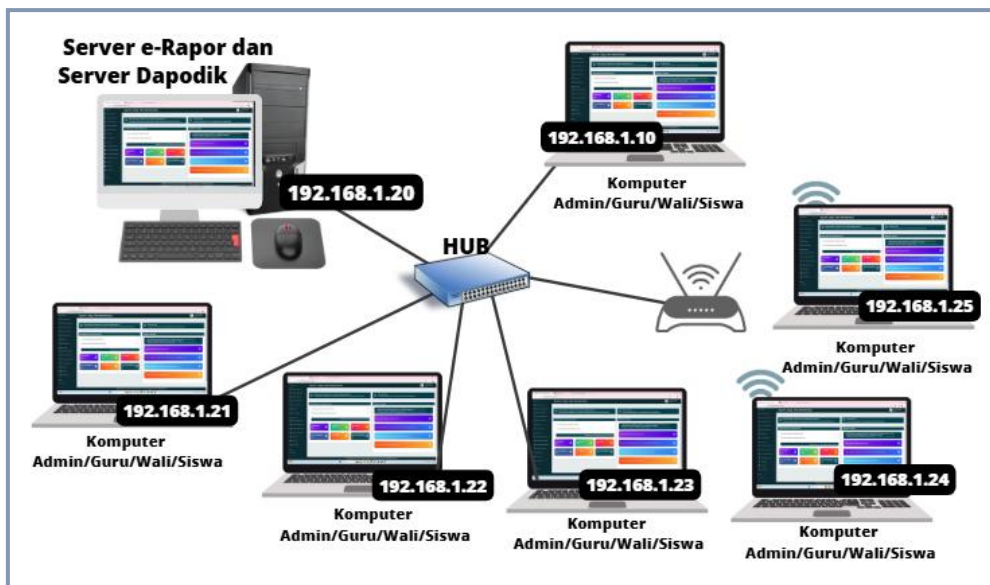 Server e-Rapor dan
Server Dapodik
192.168.1.20
192.168.1.10
Komputer
Admin/Guru/Wali/Siswa
HUB
192.168.1.25
Komputer
Admin/Guru/Wali/Siswa
192.168.1.21
Komputer
Admin/Guru/Wali/Siswa
192.168.1.22
Komputer
Admin/Guru/Wali/Siswa
192.168.1.23
Komputer
Admin/Guru/Wali/Siswa
192.168.1.24
Komputer
Admin/Guru/Wali/Siswa